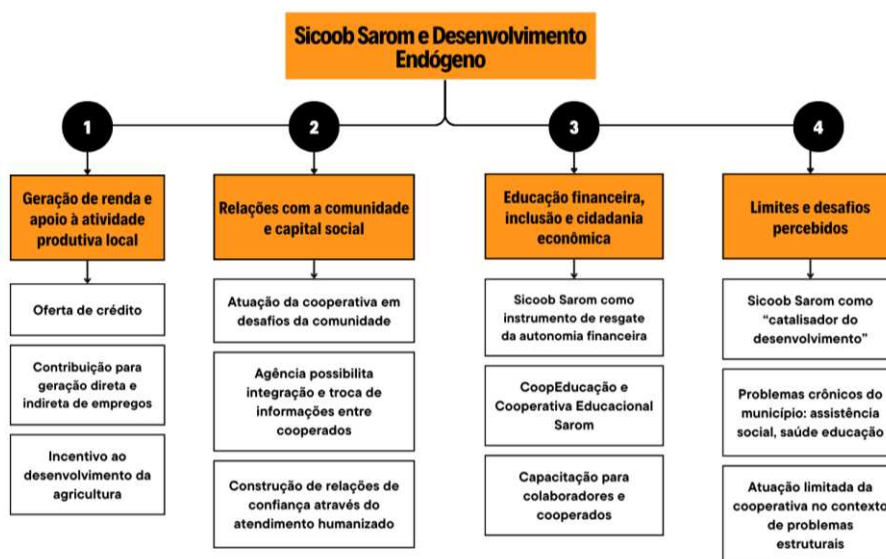 Sicoob Sarom e Desenvolvimento
Endógeno
1
2
3
4
Geração de renda e
apoio à atividade
produtiva local
Relações com a comunidade
e capital social
Educação financeira,
inclusão e cidadania
econômica
Limites e desafios
percebidos
Oferta de crédito
Contribuição para
geração direta e
indireta de empregos
Incentivo ao
desenvolvimento da
agricultura
Atuação da cooperativa em
desafios da comunidade
Agência possibilita
integração e troca de
informações entre
cooperados
Construção de relações de
confiança através do
atendimento humanizado
Sicoob Sarom como
instrumento de resgate
da autonomia financeira
CoopEducação e
Cooperativa Educacional
Sarom
Capacitação para
colaboradores e
cooperados
Sicoob Sarom como
“catalisador do
desenvolvimento”
Problemas crônicos do
município: assistência
social, saúde educação
Atuação limitada da
cooperativa no contexto
de problemas
estruturais